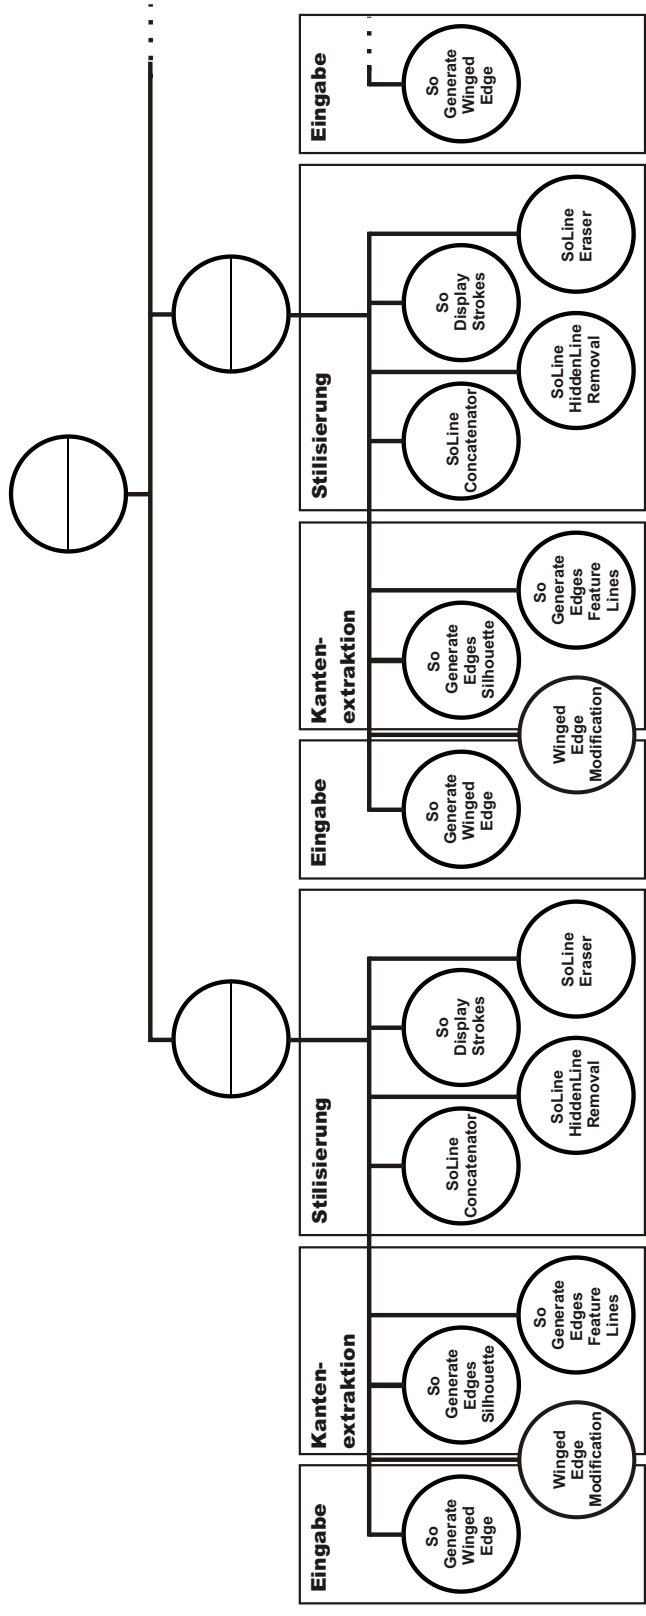 Eingabe
So
Generate
Winged
Edge
Winged
Edge
Modification
Kanten-
extraktion
So
Generate
Edges
Silhouette
So
Generate
Edges
Feature
Lines
Stilisierung
SoLine
Concatenator
SoLine
HiddenLine
Removal
So
Display
Strokes
SoLine
Eraser
Eingabe
So
Generate
Winged
Edge
Winged
Edge
Modification
Kanten-
extraktion
So
Generate
Edges
Silhouette
So
Generate
Edges
Feature
Lines
Stilisierung
SoLine
Concatenator
SoLine
HiddenLine
Removal
So
Display
Strokes
SoLine
Eraser
Eingabe
So
Generate
Winged
Edge